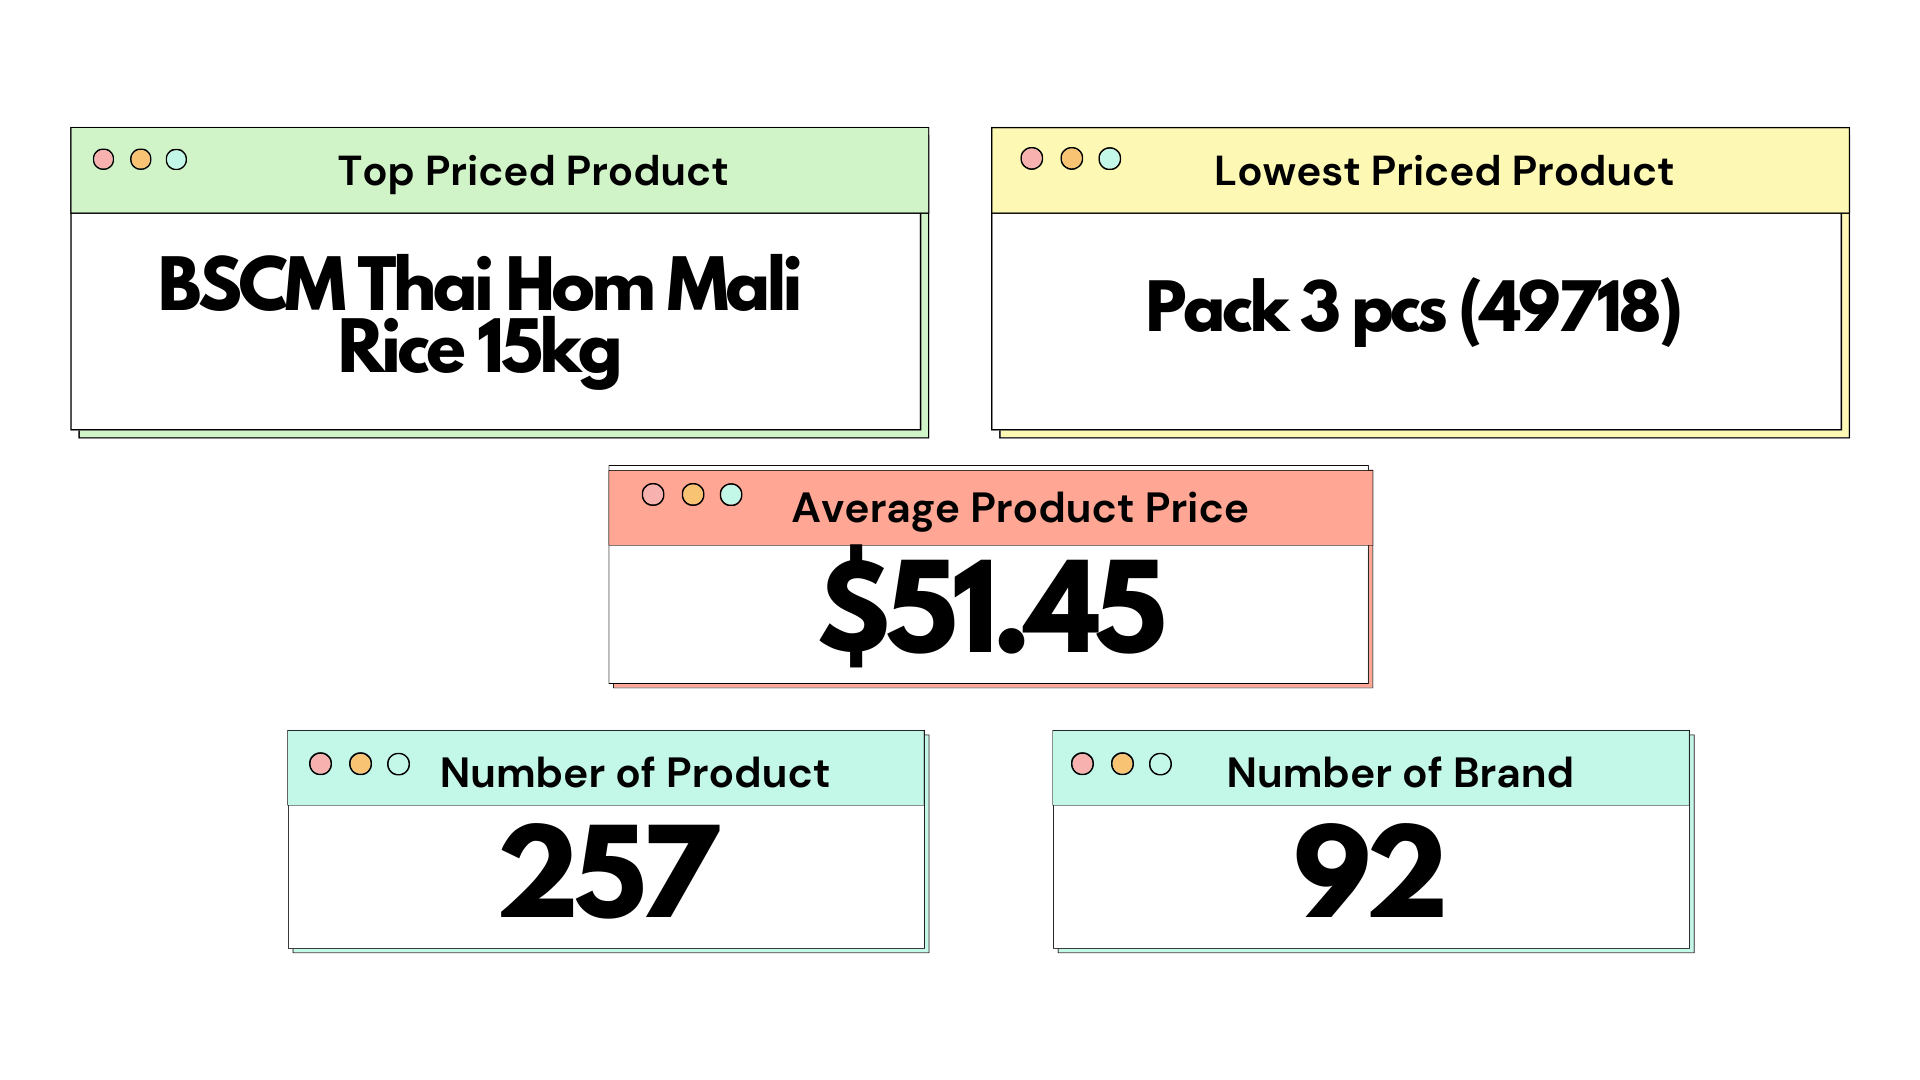 Top Priced Product
BSCM Thai Hom Mali
Rice 15kg
Lowest Priced Product
Pack 3 pcs (49718)
Average Product Price
$51.45
Number of Product
257
Number of Brand
92